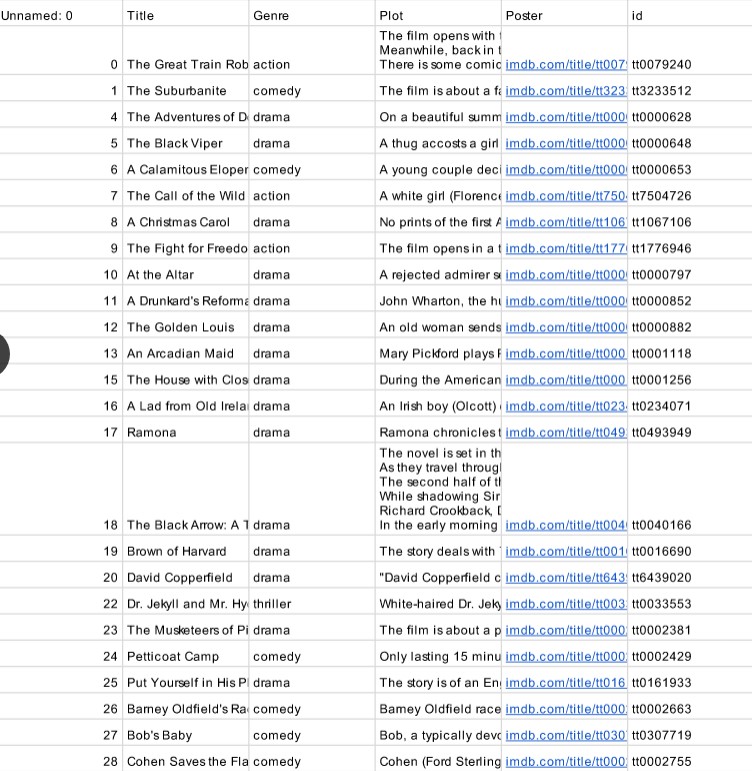 Unnamed: 0 Title Genre Plot Poster id
The film opens with
Meanwhile, back in t
0 The Great Train Rob action There is some comic imdb.com/title/tt007 tt0079240
1 The Suburbanite comedy The film is about a fa imdb.com/title/tt323 tt3233512
4 The Adventures of D drama On a beautiful summ imdb.com/title/tt000 tt0000628
5 The Black Viper drama A thug accosts a girl imdb.com/title/tt000 tt0000648
6 A Calamitous Eloper comedy A young couple deci imdb.com/title/tt000 tt0000653
7 The Call of the Wild action A white girl (Florence imdb.com/title/tt750 tt7504726
8 A Christmas Carol drama No prints of the first A imdb.com/title/tt106 tt1067106
9 The Fight for Freedo action The film opens in a t imdb.com/title/tt177 tt1776946
10 At the Altar drama A rejected admirer se imdb.com/title/tt000 tt0000797
11 A Drunkard's Reforma drama John Wharton, the hu imdb.com/title/tt000 tt0000852
12 The Golden Louis drama An old woman sends imdb.com/title/tt000 tt0000882
13 An Arcadian Maid drama Mary Pickford plays P imdb.com/title/tt000 tt0001118
15 The House with Clos drama During the American imdb.com/title/tt000 tt0001256
16 A Lad from Old Irela drama An Irish boy (Olcott) imdb.com/title/tt023 tt0234071
17 Ramona drama Ramona chronicles t imdb.com/title/tt049 tt0493949
The novel is set in th
As they travel throug
The second half of th
While shadowing Sir
Richard Crookback, D
18 The Black Arrow: A T drama In the early morning imdb.com/title/tt004 tt0040166
19 Brown of Harvard drama The story deals with imdb.com/title/tt001 tt0016690
20 David Copperfield drama "David Copperfield c imdb.com/title/tt643 tt6439020
22 Dr. Jekyll and Mr. Hy thriller White-haired Dr. Jeky imdb.com/title/tt003 tt0033553
23 The Musketeers of Pi drama The film is about a p imdb.com/title/tt000 tt0002381
24 Petticoat Camp comedy Only lasting 15 minu imdb.com/title/tt000 tt0002429
25 Put Yourself in His Pl drama The story is of an Eng imdb.com/title/tt016 tt0161933
26 Barney Oldfield's Ra comedy Barney Oldfield race imdb.com/title/tt000 tt0002663
27 Bob's Baby comedy Bob, a typically devo imdb.com/title/tt030 tt0307719
28 Cohen Saves the Fla comedy Cohen (Ford Sterling imdb.com/title/tt000 tt0002755